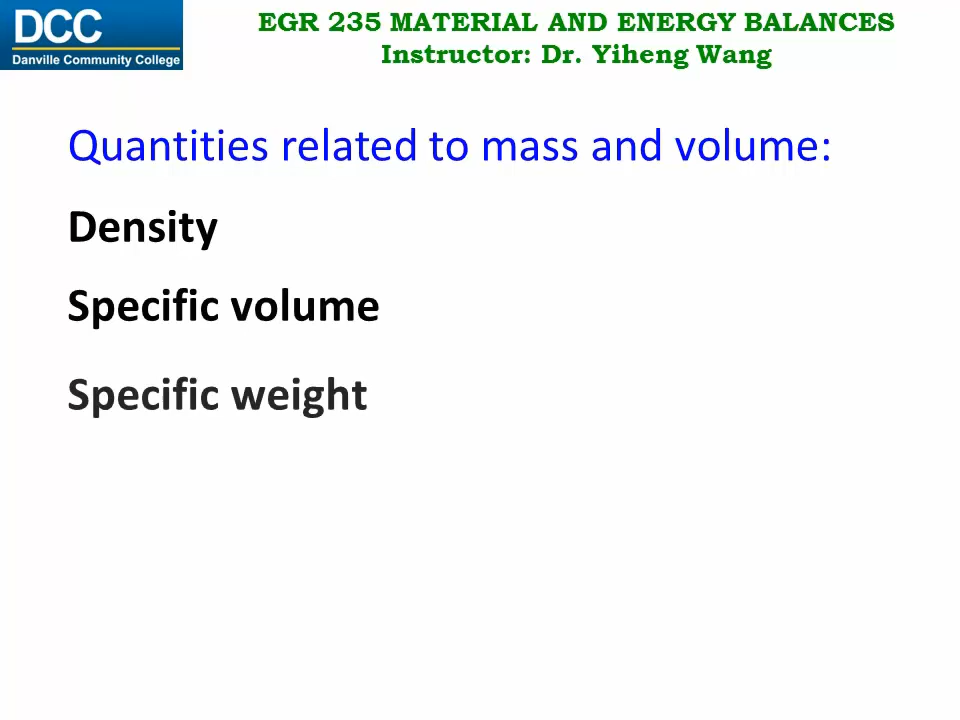 DCC
Danville Community College
EGR 235 MATERIAL AND ENERGY BALANCES
Instructor: Dr. Yiheng Wang
Quantities related to mass and volume:
Density
Specific volume
Specific weight